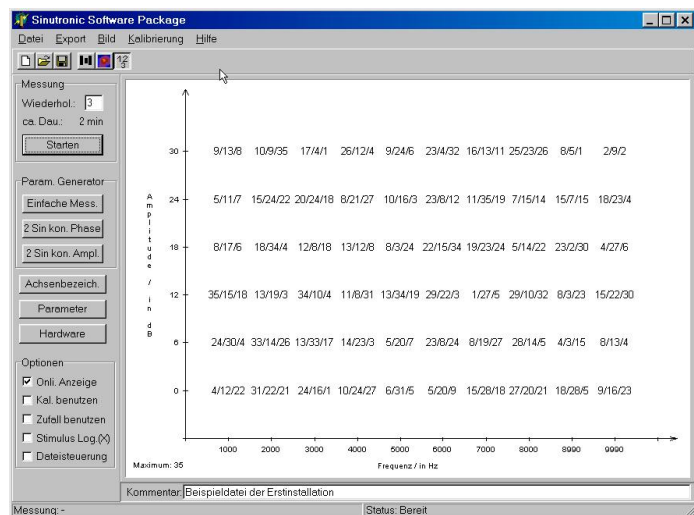 Sinutronic Software Package
Datei Export Bild Kalibrierung Hilfe
Messung
Wiederhol.: 3
ca. Dau.: 2 min
Starten
Param. Generator
Einfache Mess.
2 Sin kon. Phase
2 Sin kon. Ampl.
Achsenbezeich.
Parameter
Hardware
Optionen
Onli. Anzeige
Kal. benutzen
Zufall benutzen
Stimulus Log.(X)
Dateisteuerung
Amplitude / in dB
30 9/13/8 10/9/35 17/4/1 26/12/4 9/24/6 23/4/32 16/13/11 25/23/26 8/5/1 2/9/2
24 5/11/7 15/24/22 20/24/18 8/21/27 10/16/3 23/8/12 11/35/19 7/15/14 15/7/15 18/23/4
18 8/17/6 18/34/4 12/8/18 13/12/8 8/3/24 22/15/34 19/23/24 5/14/22 23/2/30 4/27/6
12 35/15/18 13/19/3 34/10/4 11/8/31 13/34/19 29/22/3 1/27/5 29/10/32 8/3/23 15/22/30
6 24/30/4 33/14/26 13/33/17 14/23/3 5/20/7 23/8/24 8/19/27 28/14/5 4/3/15 8/13/4
0 4/12/22 31/22/21 24/16/1 10/24/27 6/31/5 5/20/9 15/28/18 27/20/21 18/28/5 9/16/23
1000 2000 3000 4000 5000 6000 7000 8000 8990 9990
Maximum: 35
Frequenz / in Hz
Kommentar: Beispieldatei der Erstinstallation
Messung: -
Status: Bereit